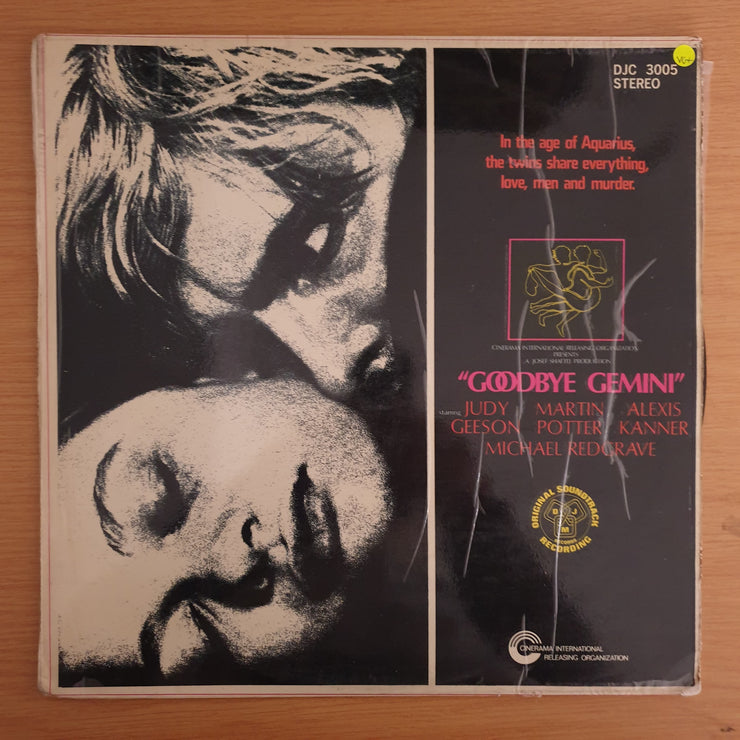 VG+
DJC 3005
STEREO
In the age of Aquarius,
the twins share everything,
love, men and murder.
CINERAMA INTERNATIONAL RELEASING ORGANIZATION
PRESENTS
A JOSEF SHAFTEL PRODUCTION
"GOODBYE GEMINI"
starring JUDY MARTIN ALEXIS
GEESON POTTER KANNER
MICHAEL REDGRAVE
ORIGINAL SOUNDTRACK
D J
M
RECORDS
RECORDING
CINERAMA INTERNATIONAL
RELEASING ORGANIZATION